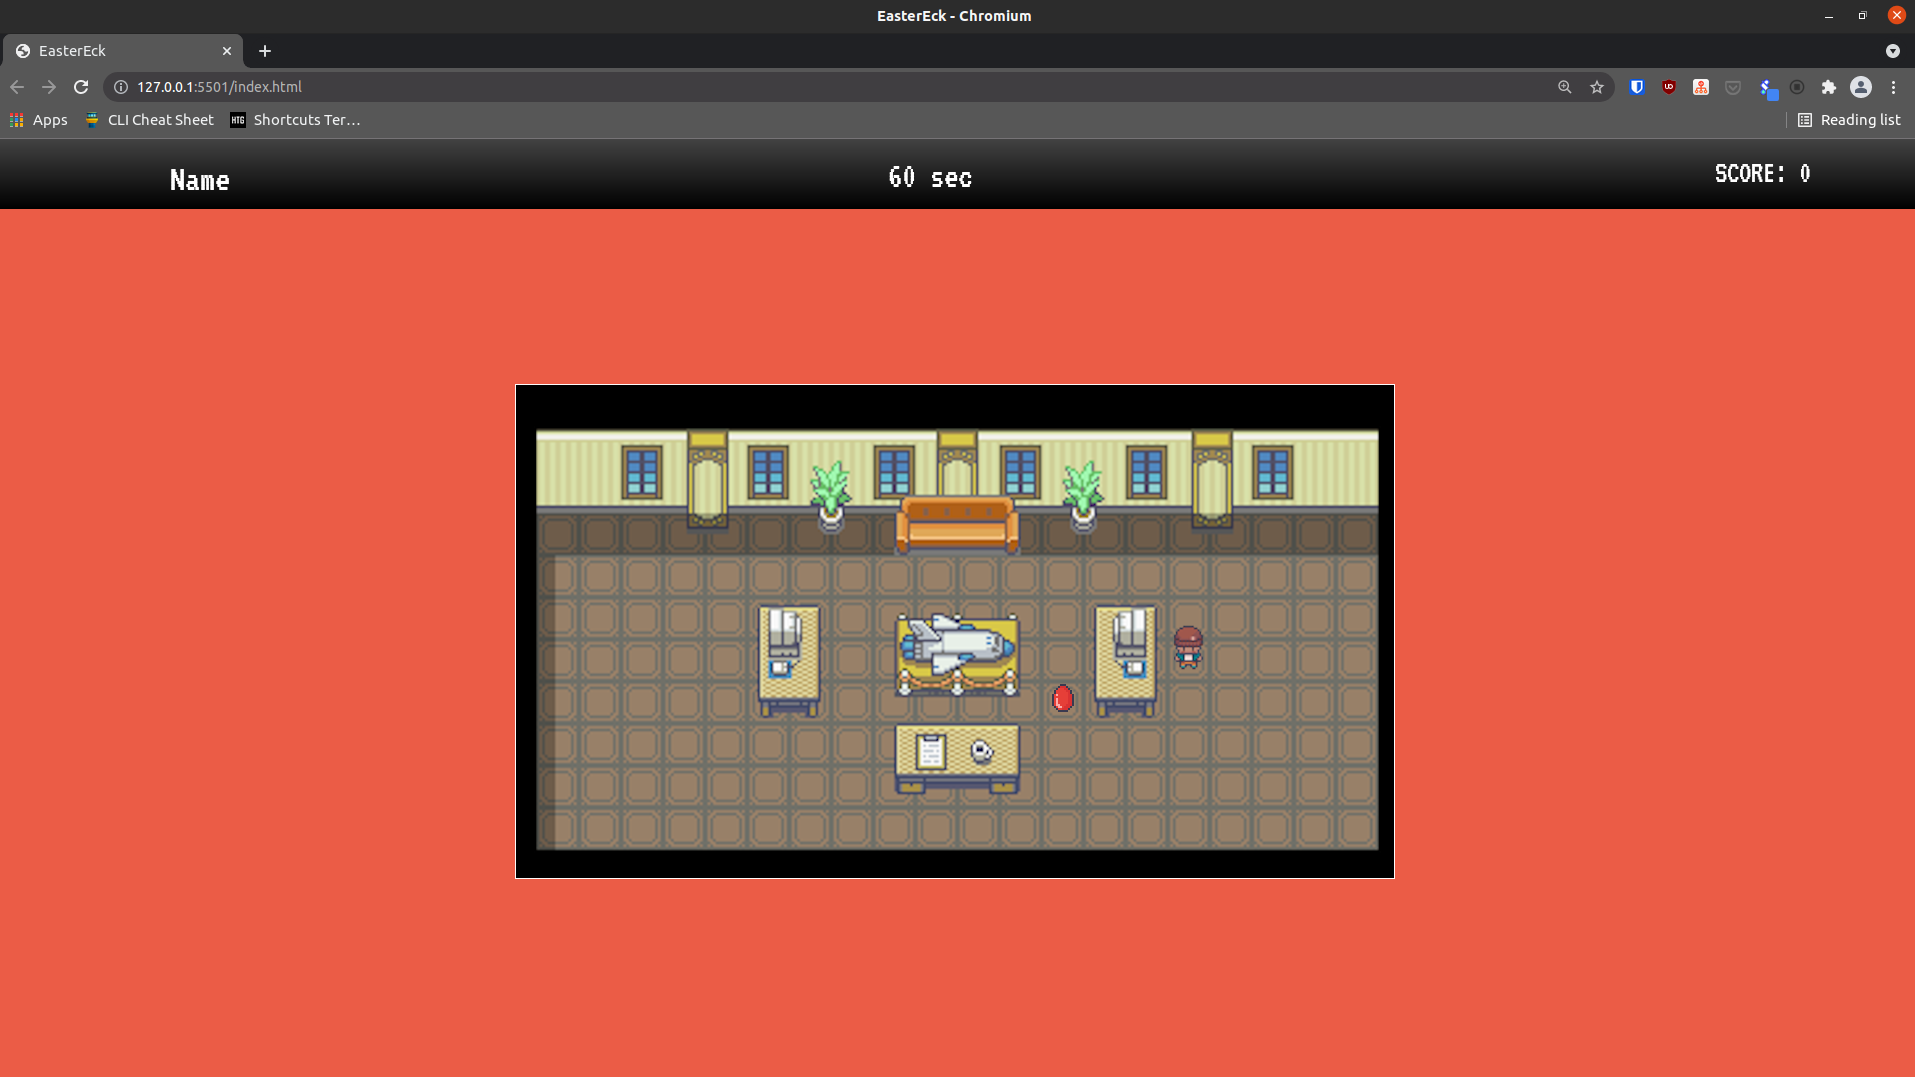 EasterEck - Chromium
EasterEck
127.0.0.1:5501/index.html
Apps
CLI Cheat Sheet
HTG
Shortcuts Ter…
Reading list
Name
60 sec
SCORE: 0